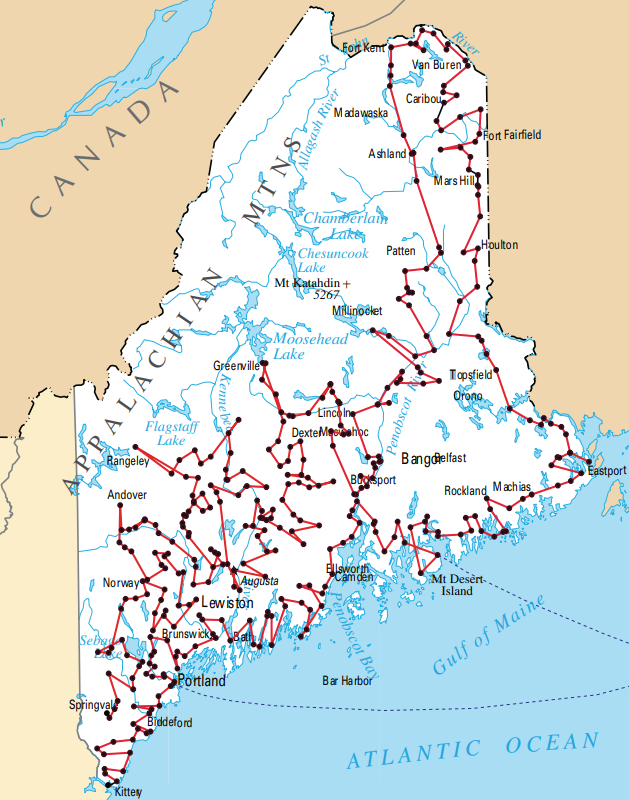 Fort Kent
St John
River
Van Buren
CANADA
Caribou
Madawaska
Allagash River
Fort Fairfield
Ashland
MTNS
Mars Hill
Chamberlain
Lake
Houlton
Patten
Chesuncook
Lake
Mt Katahdin +
5267
Millinocket
Moosehead
Lake
Greenville
APPALACHIAN
Topsfield
Orono
Penobscot River
Lincoln
Flagstaff
Lake
Dexter
Bangor
Belfast
Rangeley
Eastport
Bucksport
Machias
Rockland
Andover
Ellsworth
Camden
Mt Desert
Island
Augusta
Norway
Lewiston
Gulf of Maine
Brunswick
Bath
Sebago
Lake
Penobscot Bay
Portland
Bar Harbor
Springvale
Biddeford
ATLANTIC OCEAN
Kittery